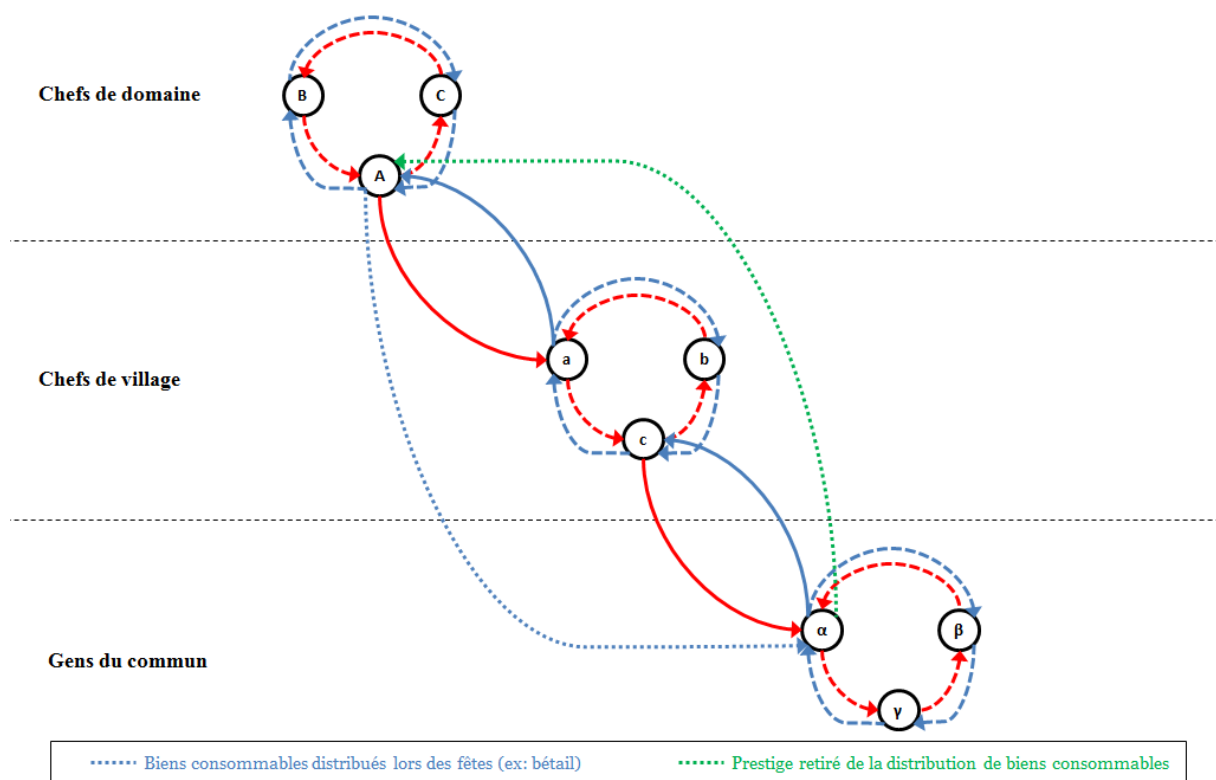 B
C
Chefs de domaine
A
a
b
Chefs de village
c
α
β
Gens du commun
γ
Biens consommables distribués lors des fêtes (ex: bétail) Prestige retiré de la distribution de biens consommables